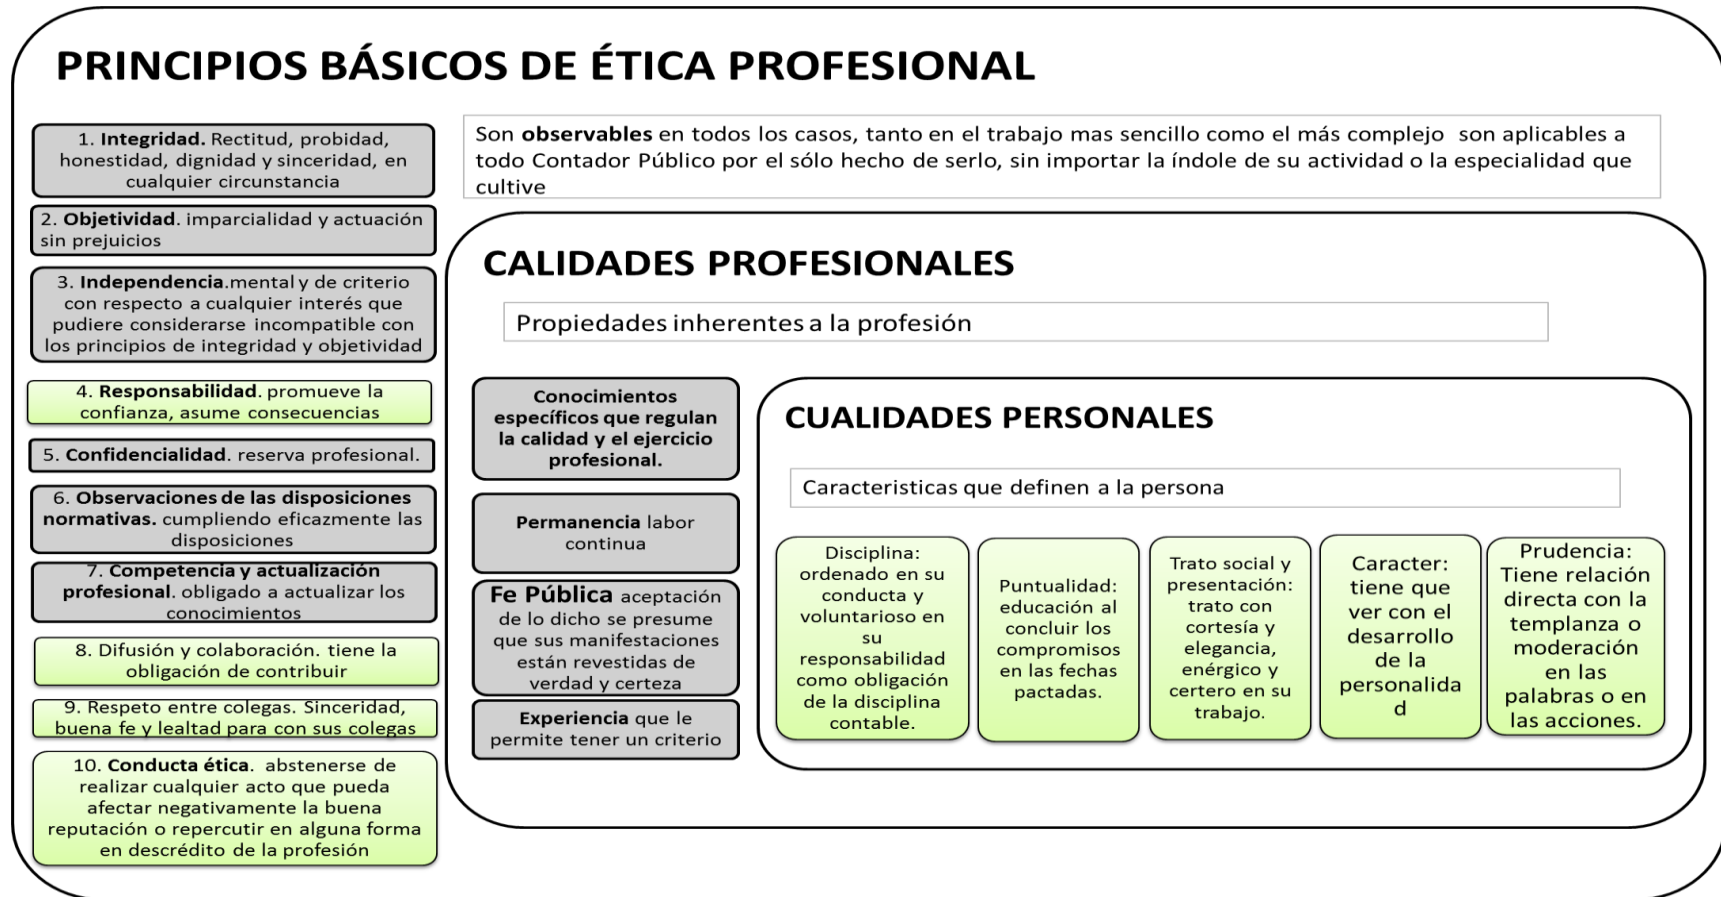 PRINCIPIOS BÁSICOS DE ÉTICA PROFESIONAL
1. Integridad. Rectitud, probidad,
honestidad, dignidad y sinceridad, en
cualquier circunstancia
2. Objetividad. imparcialidad y actuación
sin prejuicios
3. Independencia.mental y de criterio
con respecto a cualquier interés que
pudiere considerarse incompatible con
los principios de integridad y objetividad
4. Responsabilidad. promueve la
confianza, asume consecuencias
5. Confidencialidad. reserva profesional.
6. Observaciones de las disposiciones
normativas. cumpliendo eficazmente las
disposiciones
7. Competencia y actualización
profesional. obligado a actualizar los
conocimientos
8. Difusión y colaboración. tiene la
obligación de contribuir
9. Respeto entre colegas. Sinceridad,
buena fe y lealtad para con sus colegas
10. Conducta ética. abstenerse de
realizar cualquier acto que pueda
afectar negativamente la buena
reputación o repercutir en alguna forma
en descrédito de la profesión
Son observables en todos los casos, tanto en el trabajo mas sencillo como el más complejo son aplicables a
todo Contador Público por el sólo hecho de serlo, sin importar la índole de su actividad o la especialidad que
cultive
CALIDADES PROFESIONALES
Propiedades inherentes a la profesión
Conocimientos
específicos que regulan
la calidad y el ejercicio
profesional.
Permanencia labor
continua
Fe Pública aceptación
de lo dicho se presume
que sus manifestaciones
están revestidas de
verdad y certeza
Experiencia que le
permite tener un criterio
CUALIDADES PERSONALES
Caracteristicas que definen a la persona
Disciplina:
ordenado en su
conducta y
voluntarioso en
su
responsabilidad
como obligación
de la disciplina
contable.
Puntualidad:
educación al
concluir los
compromisos
en las fechas
pactadas.
Trato social y
presentación:
trato con
cortesía y
elegancia,
enérgico y
certero en su
trabajo.
Caracter:
tiene que
ver con el
desarrollo
de la
personalida
d
Prudencia:
Tiene relación
directa con la
templanza o
moderación
en las
palabras o en
las acciones.